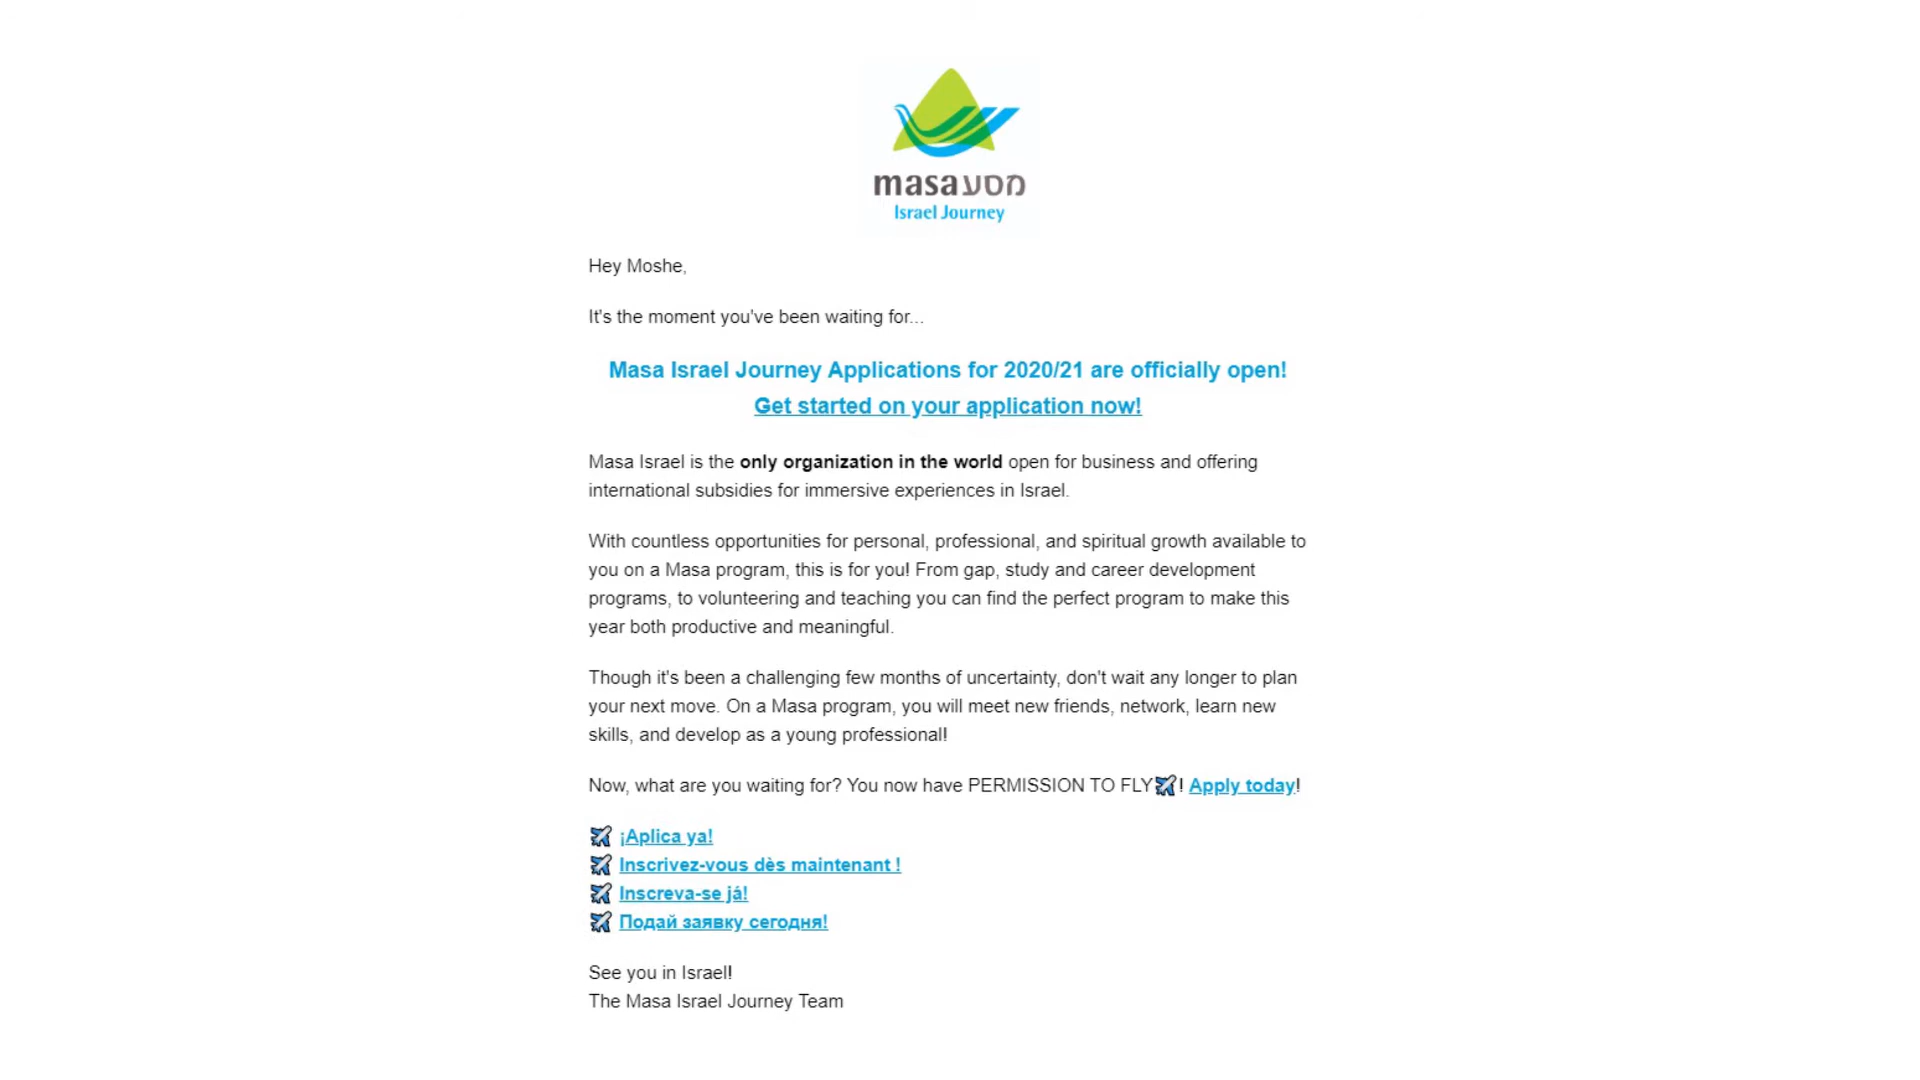 masa מסע
Israel Journey
Hey Moshe,
It's the moment you've been waiting for...
Masa Israel Journey Applications for 2020/21 are officially open!
Get started on your application now!
Masa Israel is the only organization in the world open for business and offering
international subsidies for immersive experiences in Israel.
With countless opportunities for personal, professional, and spiritual growth available to
you on a Masa program, this is for you! From gap, study and career development
programs, to volunteering and teaching you can find the perfect program to make this
year both productive and meaningful.
Though it's been a challenging few months of uncertainty, don't wait any longer to plan
your next move. On a Masa program, you will meet new friends, network, learn new
skills, and develop as a young professional!
Now, what are you waiting for? You now have PERMISSION TO FLY✈️! Apply today!
✈️ ¡Aplica ya!
✈️ Inscrivez-vous dès maintenant !
✈️ Inscreva-se já!
✈️ Подай заявку сегодня!
See you in Israel!
The Masa Israel Journey Team